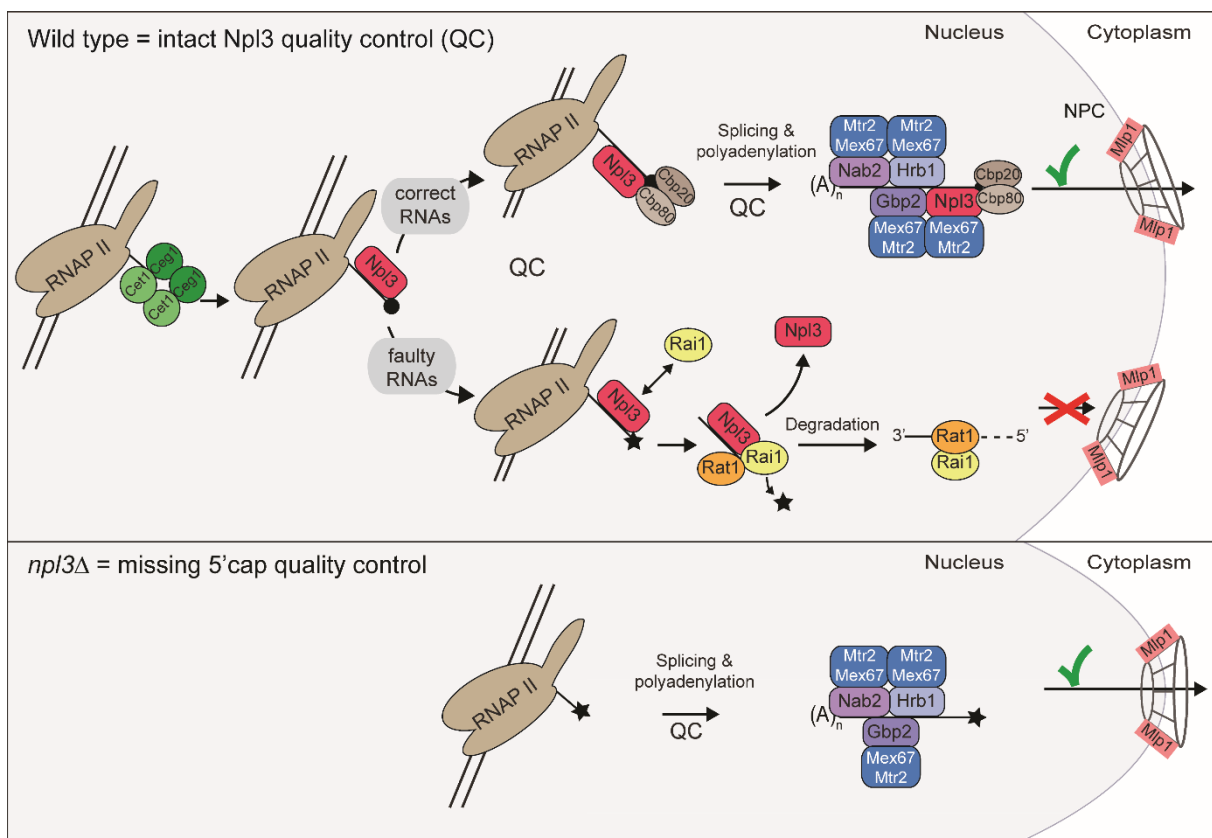 Wild type = intact Npl3 quality control (QC)
Nucleus
Cytoplasm
RNAP II
Cet1
Ceg1
Cet1
Ceg1
RNAP II
Npl3
correct
RNAs
RNAP II
Npl3
Cbp20
Cbp80
QC
Splicing &
polyadenylation
QC
Mtr2
Mex67
Mtr2
Mex67
Nab2
Hrb1
(A)n
Gbp2
Npl3
Cbp20
Cbp80
Mex67
Mtr2
Mex67
Mtr2
NPC
Mlp1
Mlp1
faulty
RNAs
RNAP II
Npl3
Rai1
Npl3
Rat1
Rai1
Npl3
Degradation
3'
Rat1
5'
Rai1
Mlp1
Mlp1
npl3Δ = missing 5'cap quality control
Nucleus
Cytoplasm
RNAP II
Splicing &
polyadenylation
QC
Mtr2
Mex67
Mtr2
Mex67
Nab2
Hrb1
(A)n
Gbp2
Mex67
Mtr2
Mlp1
Mlp1